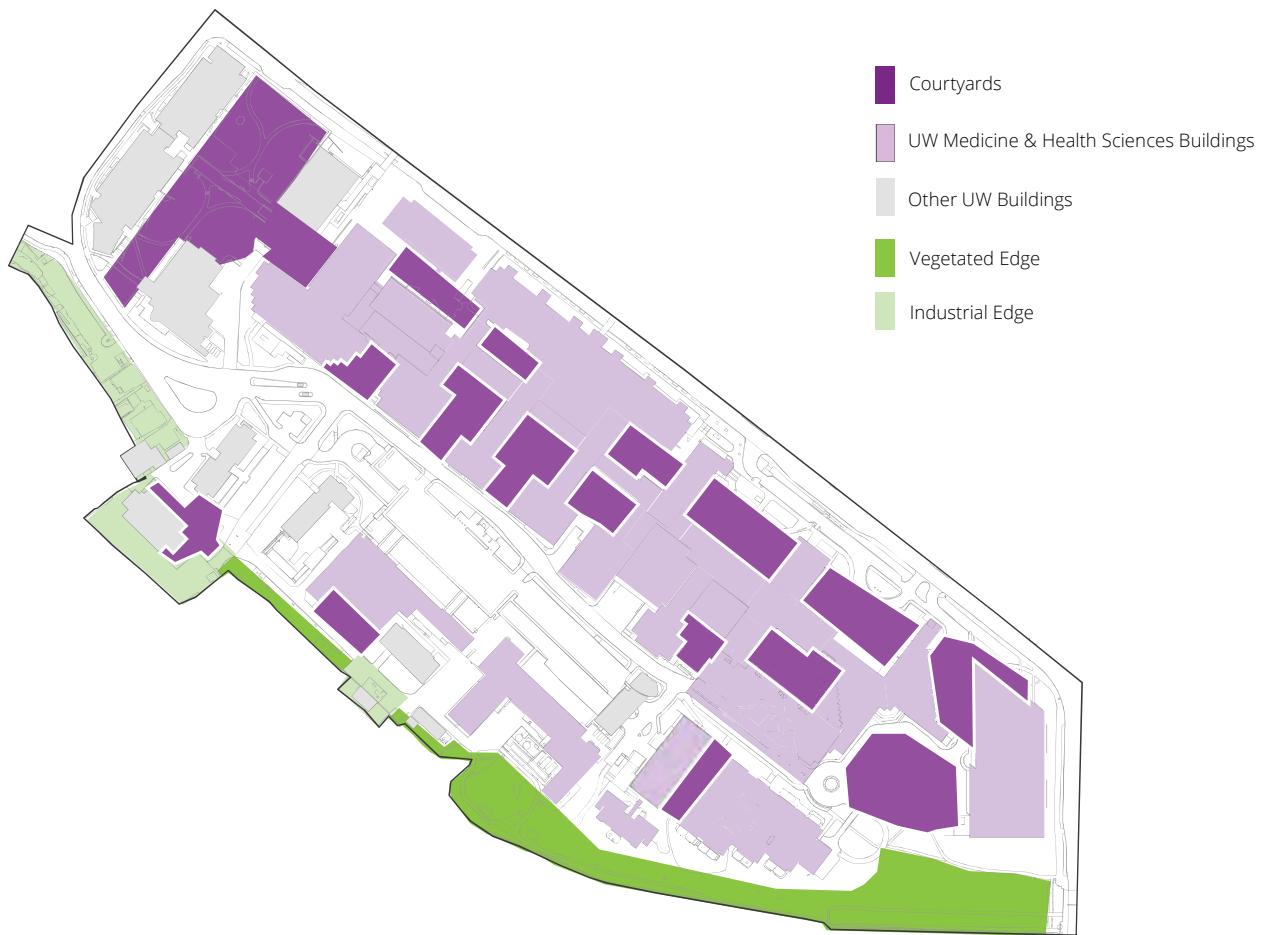 Courtyards
UW Medicine & Health Sciences Buildings
Other UW Buildings
Vegetated Edge
Industrial Edge